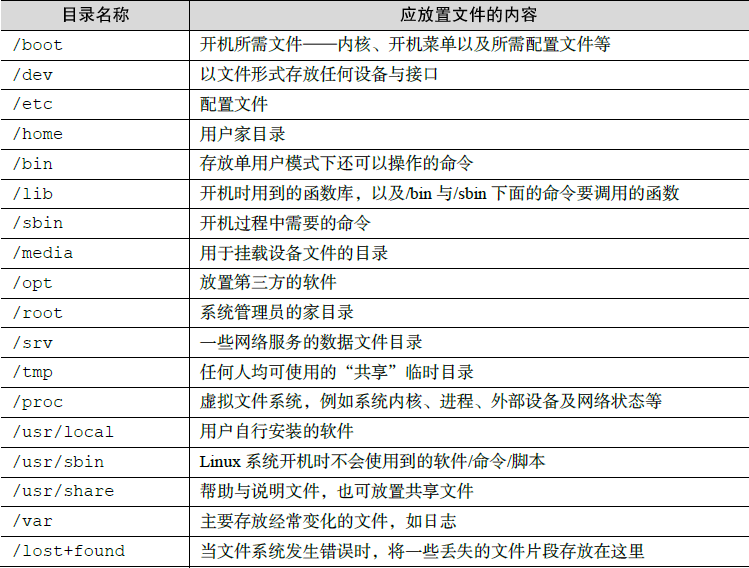 目录名称 应放置文件的内容
/boot 开机所需文件——内核、开机菜单以及所需配置文件等
/dev 以文件形式存放任何设备与接口
/etc 配置文件
/home 用户家目录
/bin 存放单用户模式下还可以操作的命令
/lib 开机时用到的函数库，以及/bin 与/sbin 下面的命令要调用的函数
/sbin 开机过程中需要的命令
/media 用于挂载设备文件的目录
/opt 放置第三方的软件
/root 系统管理员的家目录
/srv 一些网络服务的数据文件目录
/tmp 任何人均可使用的“共享”临时目录
/proc 虚拟文件系统，例如系统内核、进程、外部设备及网络状态等
/usr/local 用户自行安装的软件
/usr/sbin Linux 系统开机时不会使用到的软件/命令/脚本
/usr/share 帮助与说明文件，也可放置共享文件
/var 主要存放经常变化的文件，如日志
/lost+found 当文件系统发生错误时，将一些丢失的文件片段存放在这里